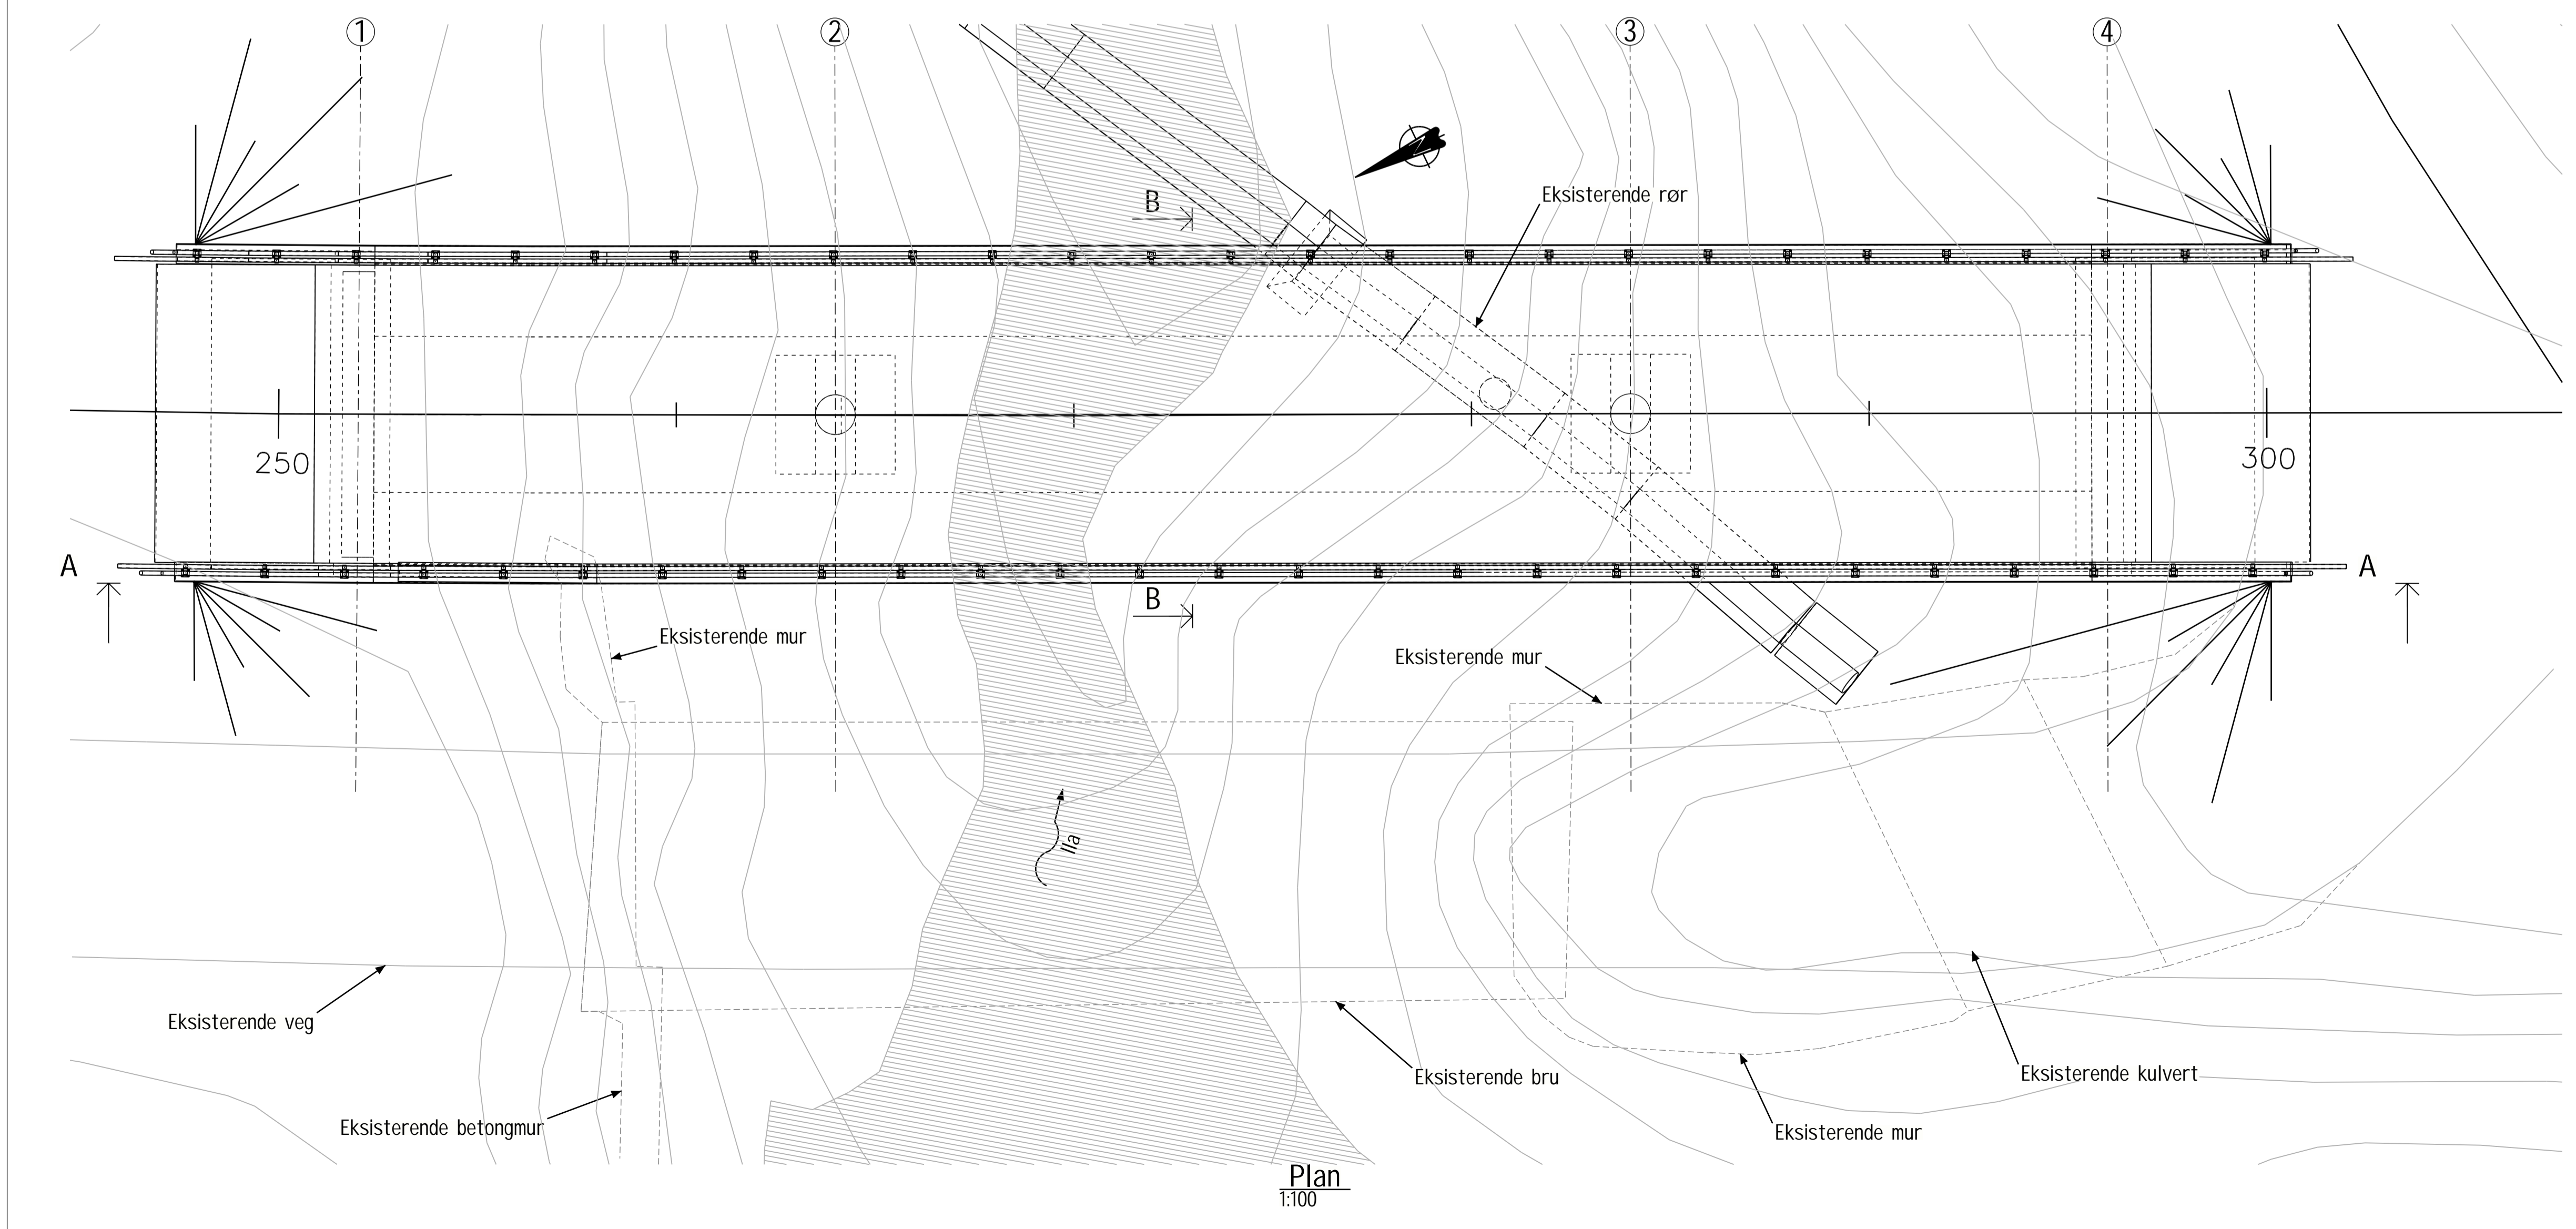 1
2
3
4
N
B
Eksisterende rør
250
300
A
A
B
Eksisterende mur
Eksisterende mur
Ila
Eksisterende veg
Eksisterende bru
Eksisterende kulvert
Eksisterende betongmur
Eksisterende mur
Plan
1:100